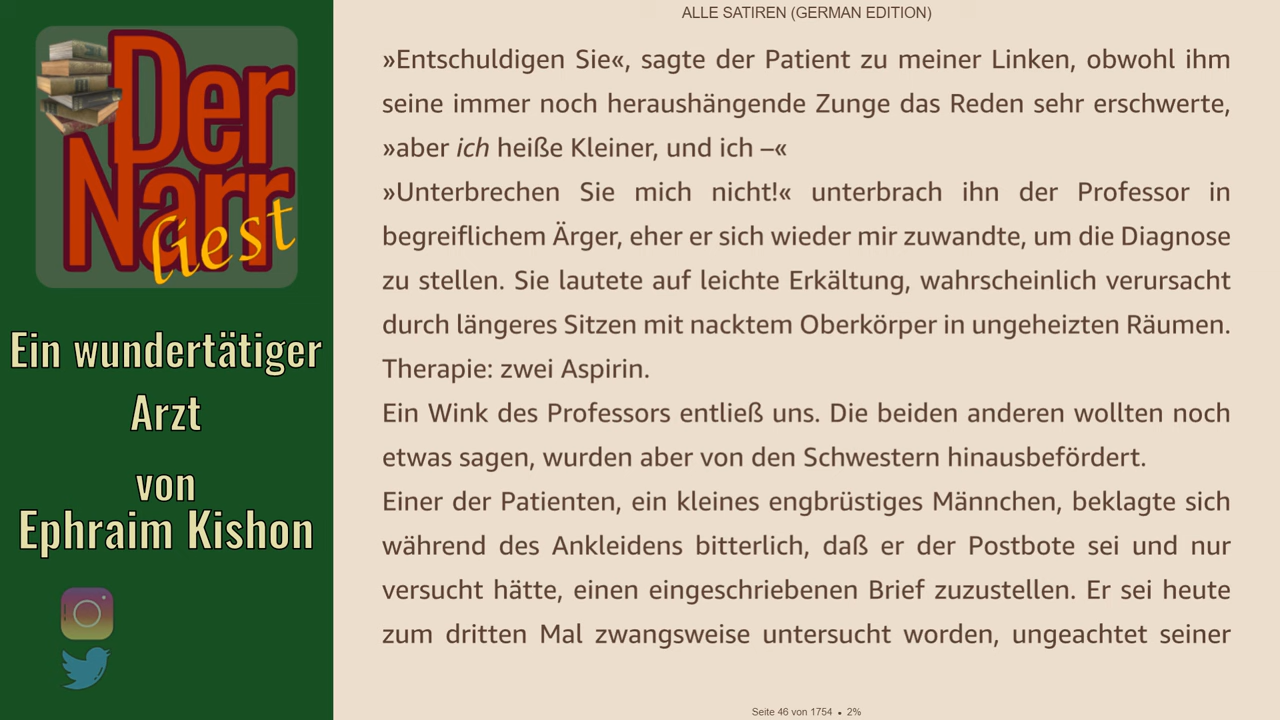 Der
Narr
liest
Ein wundertätiger
Arzt
von
Ephraim Kishon
ALLE SATIREN (GERMAN EDITION)
»Entschuldigen Sie«, sagte der Patient zu meiner Linken, obwohl ihm
seine immer noch heraushängende Zunge das Reden sehr erschwerte,
»aber ich heiße Kleiner, und ich –«
»Unterbrechen Sie mich nicht!« unterbrach ihn der Professor in
begreiflichem Ärger, eher er sich wieder mir zuwandte, um die Diagnose
zu stellen. Sie lautete auf leichte Erkältung, wahrscheinlich verursacht
durch längeres Sitzen mit nacktem Oberkörper in ungeheizten Räumen.
Therapie: zwei Aspirin.
Ein Wink des Professors entließ uns. Die beiden anderen wollten noch
etwas sagen, wurden aber von den Schwestern hinausbefördert.
Einer der Patienten, ein kleines engbrüstiges Männchen, beklagte sich
während des Ankleidens bitterlich, daß er der Postbote sei und nur
versucht hätte, einen eingeschriebenen Brief zuzustellen. Er sei heute
zum dritten Mal zwangsweise untersucht worden, ungeachtet seiner
Seite 46 von 1754 • 2%